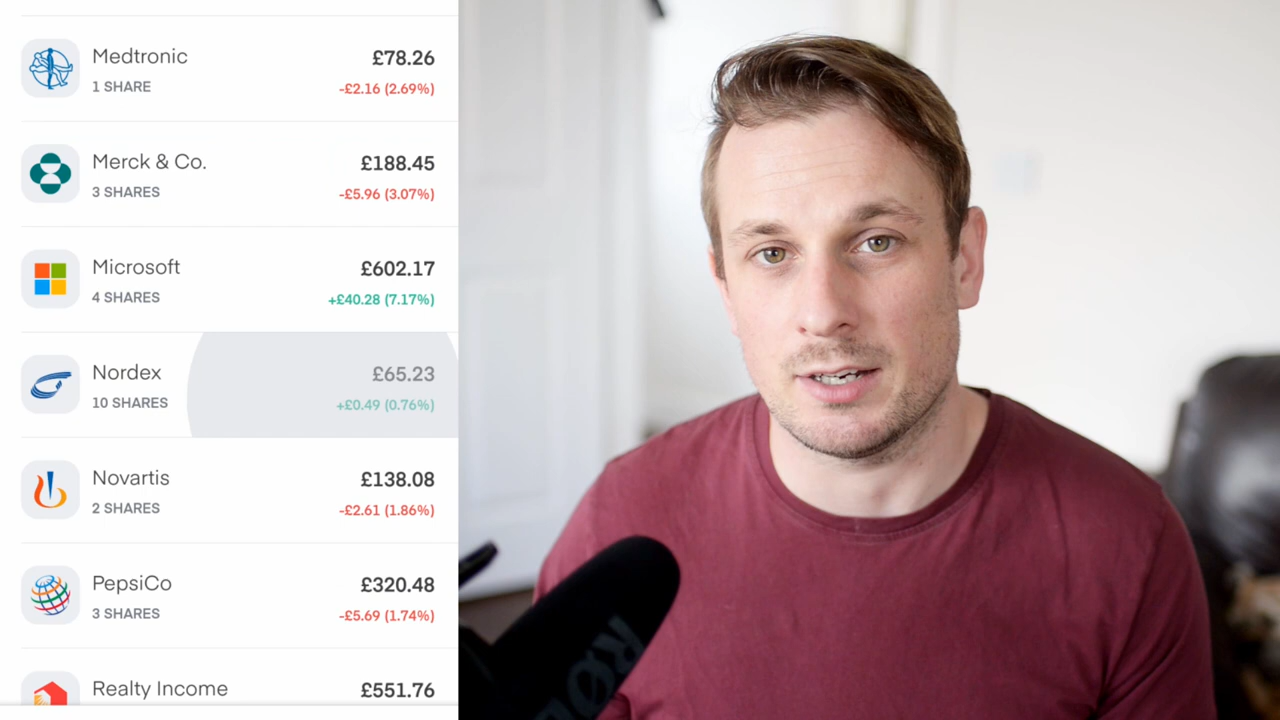 Medtronic
£78.26
1 SHARE
-£2.16 (2.69%)
Merck & Co.
£188.45
3 SHARES
-£5.96 (3.07%)
Microsoft
£602.17
4 SHARES
+£40.28 (7.17%)
Nordex
£65.23
10 SHARES
+£0.49 (0.76%)
Novartis
£138.08
2 SHARES
-£2.61 (1.86%)
PepsiCo
£320.48
3 SHARES
-£5.69 (1.74%)
Realty Income
£551.76
RØDE